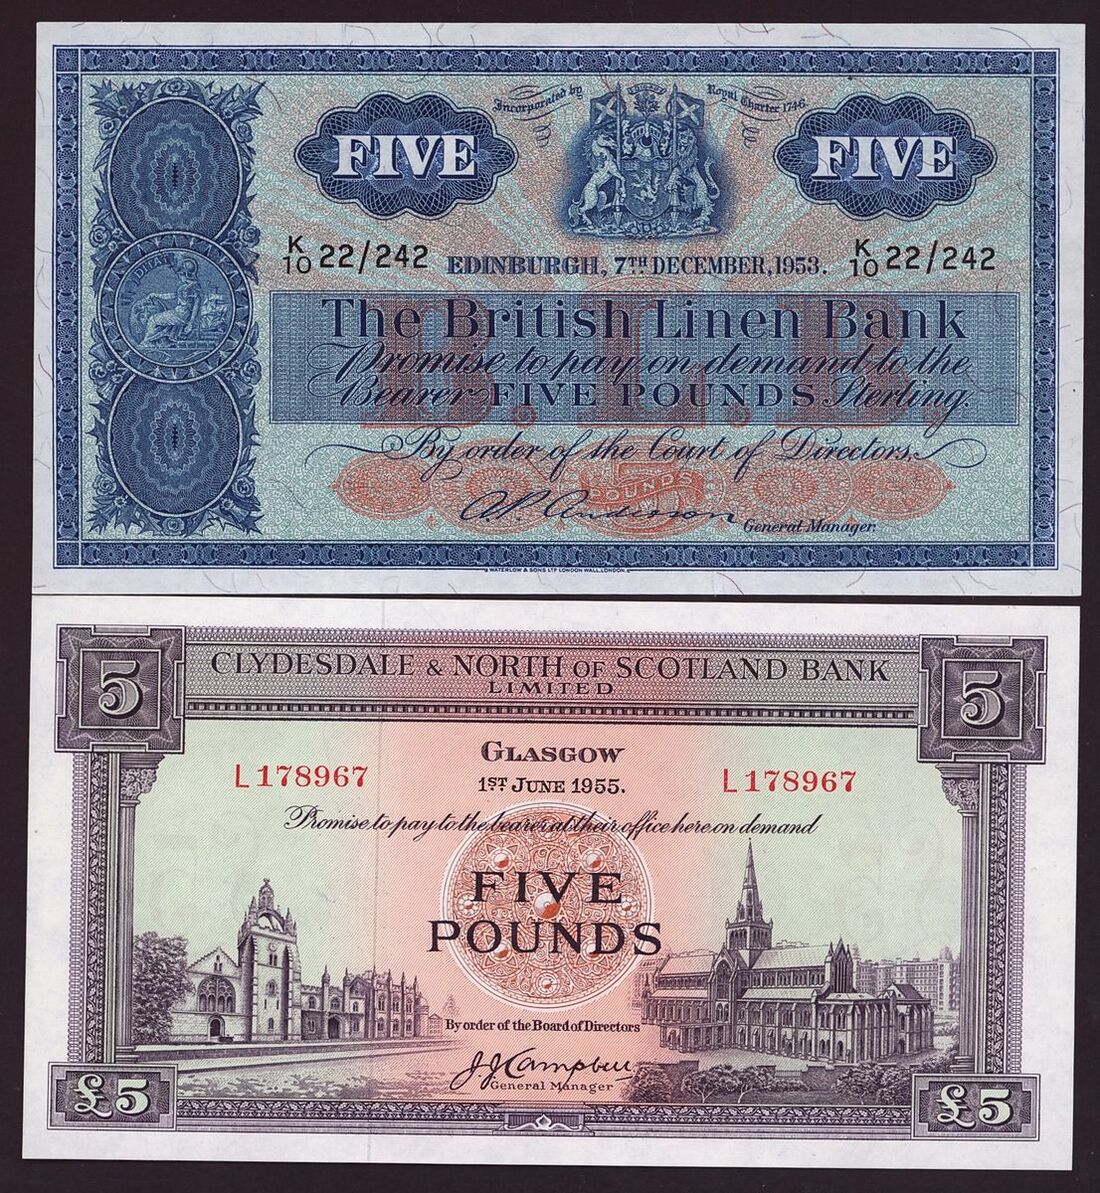 Incorporated by Royal Charter 1746.
FIVE FIVE
K/10 22/242 K/10 22/242
EDINBURGH, 7TH DECEMBER, 1953.
B.L.B.
The British Linen Bank
Promise to pay on demand to the
Bearer FIVE POUNDS Sterling.
By order of the Court of Directors.
5 POUNDS
A.P. Anderson
General Manager.
WATERLOW & SONS LTD LONDON WALL, LONDON.
5 5
CLYDESDALE & NORTH OF SCOTLAND BANK
LIMITED
GLASGOW
L178967 L178967
1ST JUNE 1955.
Promise to pay to the bearer at their office here on demand
FIVE
POUNDS
By order of the Board of Directors
J J Campbell
General Manager
£5 £5